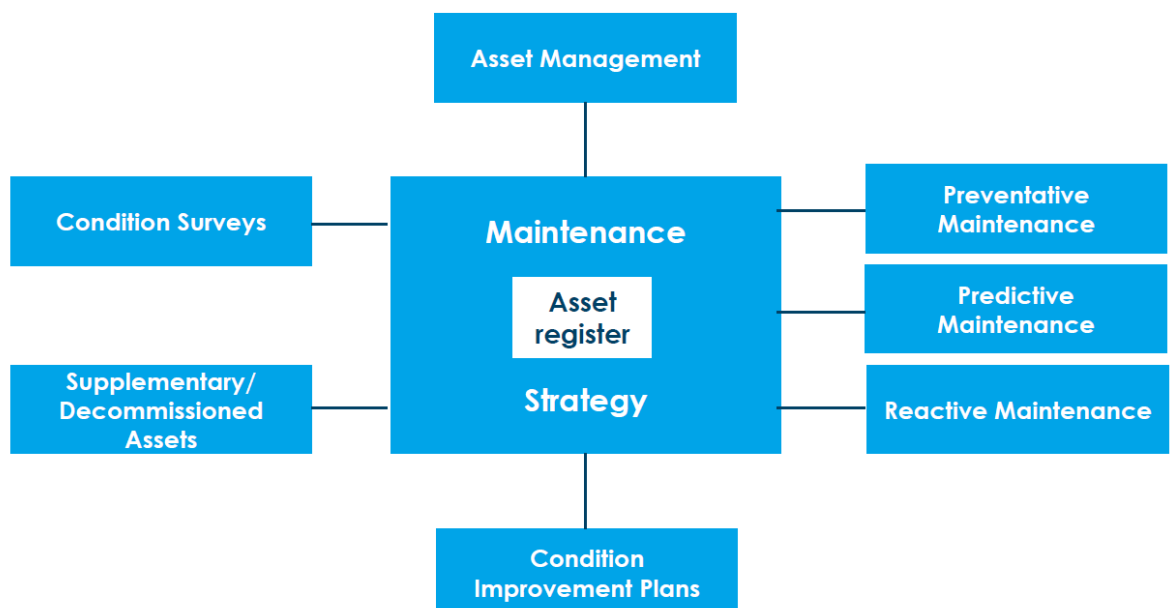 Asset Management
Condition Surveys
Supplementary/
Decommissioned
Assets
Maintenance
Asset
register
Strategy
Preventative
Maintenance
Predictive
Maintenance
Reactive Maintenance
Condition
Improvement Plans